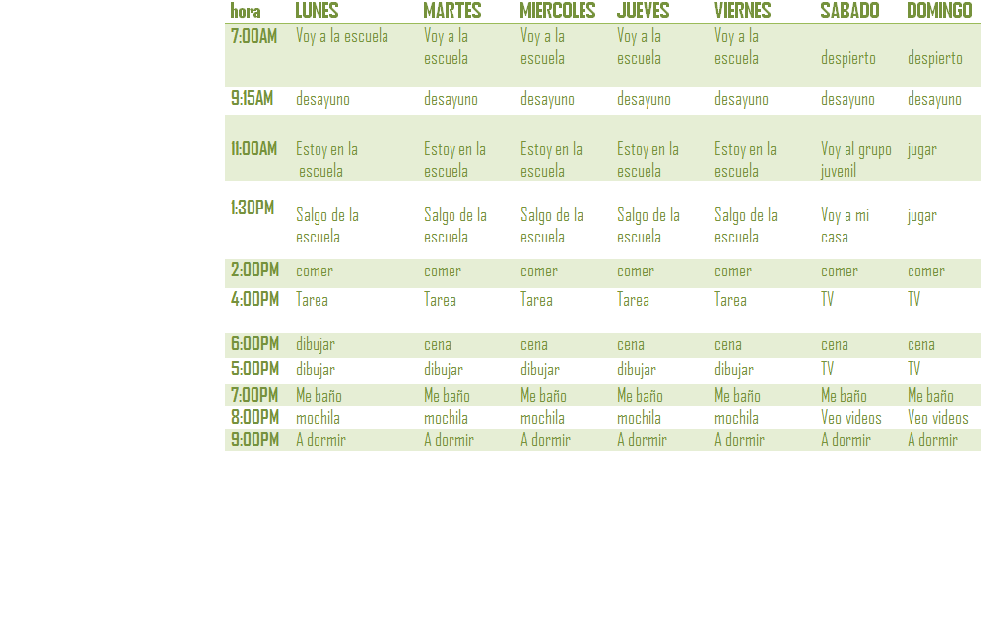 hora LUNES MARTES MIERCOLES JUEVES VIERNES SABADO DOMINGO
7:00AM Voy a la escuela Voy a la Voy a la Voy a la Voy a la
escuela escuela escuela escuela despierto despierto
9:15AM desayuno desayuno desayuno desayuno desayuno desayuno desayuno
11:00AM Estoy en la Estoy en la Estoy en la Estoy en la Estoy en la Voy al grupo jugar
escuela escuela escuela escuela escuela juvenil
1:30PM
Salgo de la Salgo de la Salgo de la Salgo de la Salgo de la Voy a mi jugar
escuela escuela escuela escuela escuela casa
2:00PM comer comer comer comer comer comer comer
4:00PM Tarea Tarea Tarea Tarea Tarea TV TV
6:00PM dibujar cena cena cena cena cena cena
5:00PM dibujar dibujar dibujar dibujar dibujar TV TV
7:00PM Me baño Me baño Me baño Me baño Me baño Me baño Me baño
8:00PM mochila mochila mochila mochila mochila Veo videos Veo videos
9:00PM A dormir A dormir A dormir A dormir A dormir A dormir A dormir